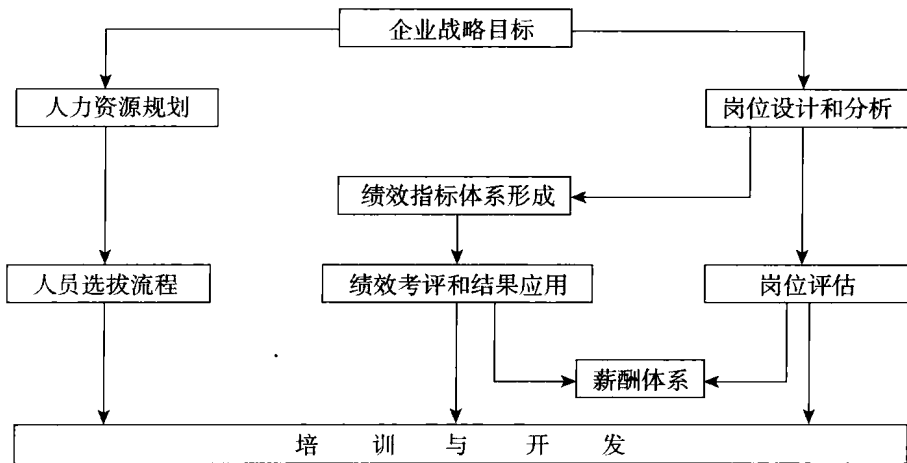 企业战略目标
人力资源规划
岗位设计和分析
绩效指标体系形成
人员选拔流程
绩效考评和结果应用
岗位评估
薪酬体系
培训与开发